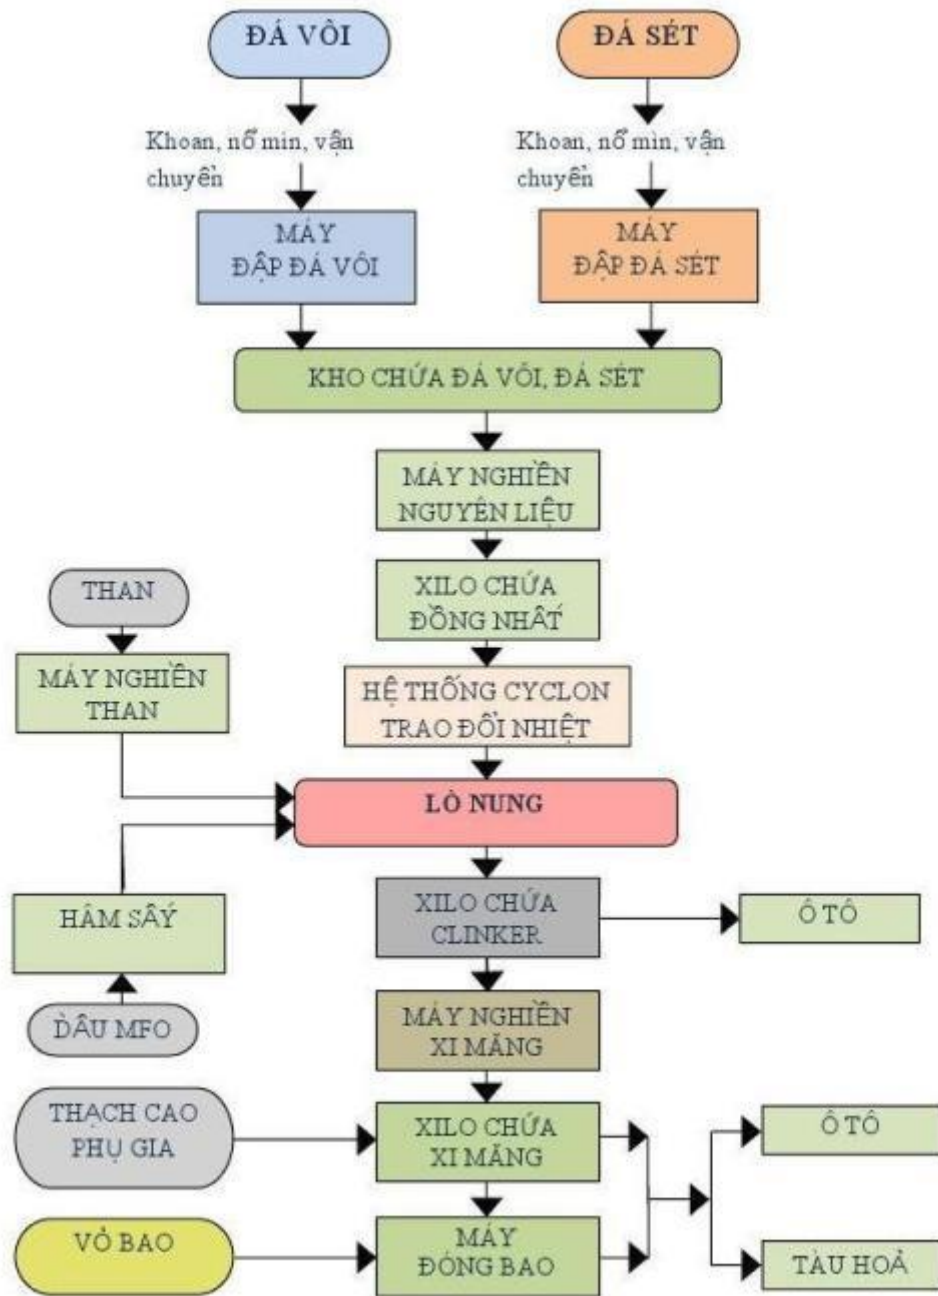 ĐÁ VÔI
ĐÁ SÉT
Khoan, nổ mìn, vận
chuyển
Khoan, nổ mìn, vận
chuyển
MÁY
ĐẬP ĐÁ VÔI
MÁY
ĐẬP ĐÁ SÉT
KHO CHỨA ĐÁ VÔI, ĐÁ SÉT
MÁY NGHIỀN
NGUYÊN LIỆU
XILO CHỨA
ĐỒNG NHẤT
THAN
MÁY NGHIỀN
THAN
HỆ THỐNG CYCLON
TRAO ĐỔI NHIỆT
LÒ NUNG
HÂM SẤY
XILO CHỨA
CLINKER
Ô TÔ
DẦU MFO
MÁY NGHIỀN
XI MĂNG
THẠCH CAO
PHỤ GIA
XILO CHỨA
XI MĂNG
Ô TÔ
VỎ BAO
MÁY
ĐÓNG BAO
TÀU HOẢ